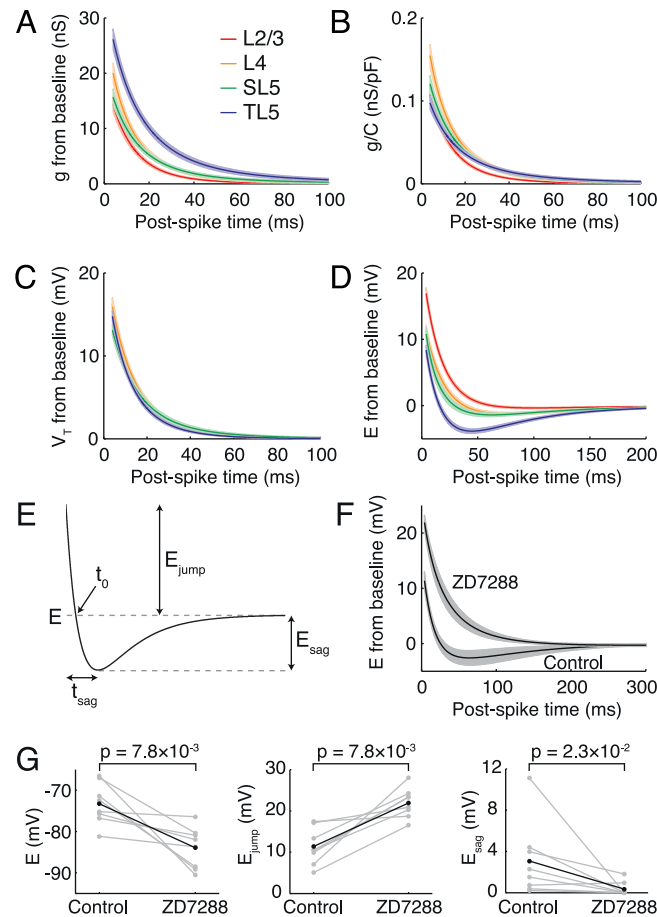 A
g from baseline (nS)
30
20
10
0
0 20 40 60 80 100
Post-spike time (ms)
L2/3
L4
SL5
TL5
B
g/C (nS/pF)
0.2
0.1
0
0 20 40 60 80 100
Post-spike time (ms)
C
V_T from baseline (mV)
20
10
0
0 20 40 60 80 100
Post-spike time (ms)
D
E from baseline (mV)
20
10
0
0 50 100 150 200
Post-spike time (ms)
E
t_0
E_jump
E
E_sag
t_sag
F
E from baseline (mV)
20
10
0
ZD7288
Control
0 100 200 300
Post-spike time (ms)
G
p = 7.8×10⁻³
E (mV)
-70
-80
-90
Control ZD7288
p = 7.8×10⁻³
E_jump (mV)
30
20
10
0
Control ZD7288
p = 2.3×10⁻²
E_sag (mV)
12
8
4
0
Control ZD7288